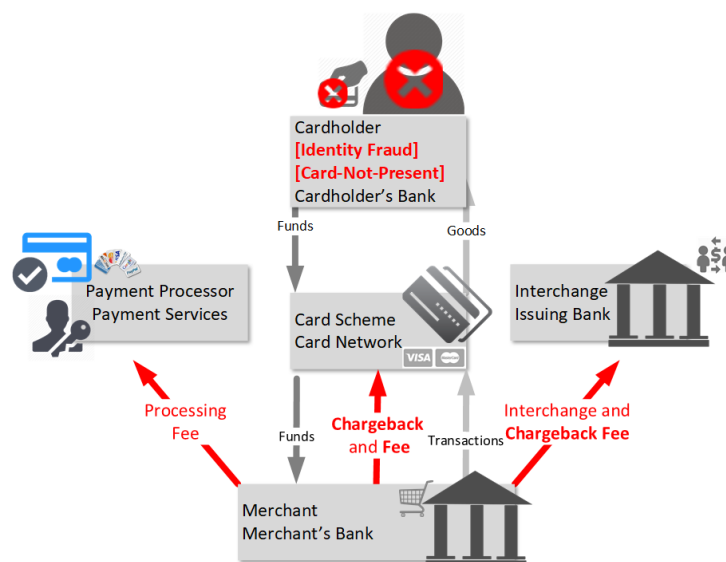 Cardholder
[Identity Fraud]
[Card-Not-Present]
Cardholder's Bank
Funds
Goods
Payment Processor
Payment Services
Card Scheme
Card Network
VISA
Interchange
Issuing Bank
Processing
Fee
Funds
Chargeback
and Fee
Transactions
Interchange and
Chargeback Fee
Merchant
Merchant's Bank